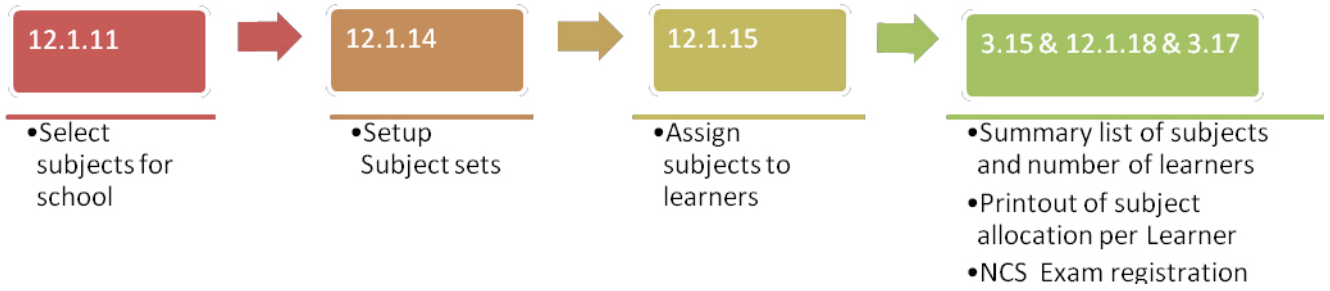 12.1.11
•Select
subjects for
school
12.1.14
•Setup
Subject sets
12.1.15
•Assign
subjects to
learners
3.15 & 12.1.18 & 3.17
•Summary list of subjects
and number of learners
•Printout of subject
allocation per Learner
•NCS Exam registration